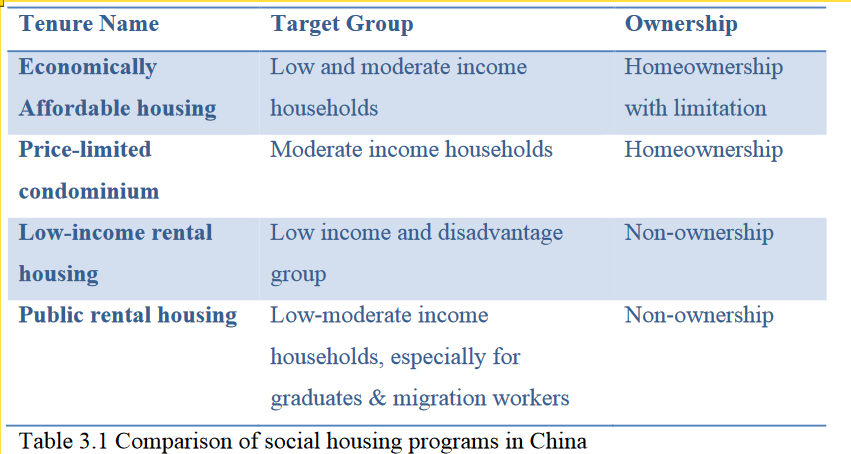 Tenure Name Target Group Ownership
Economically Low and moderate income Homeownership
Affordable housing households with limitation
Price-limited Moderate income households Homeownership
condominium
Low-income rental Low income and disadvantage Non-ownership
housing group
Public rental housing Low-moderate income Non-ownership
households, especially for
graduates & migration workers
Table 3.1 Comparison of social housing programs in China